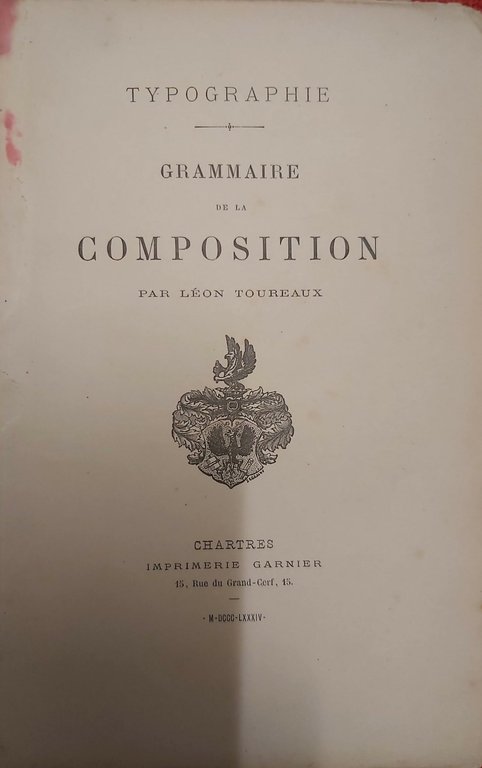 TYPOGRAPHIE
GRAMMAIRE
DE LA
COMPOSITION
PAR LÉON TOUREAUX
CHARTRES
IMPRIMERIE GARNIER
15, Rue du Grand-Cerf, 15.
- M-DCCC-LXXXIV-